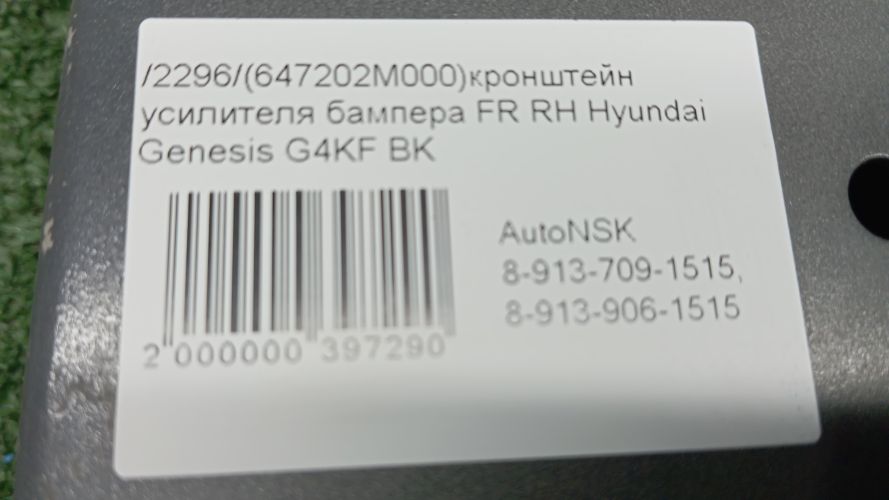 /2296/(647202M000)кронштейн
усилителя бампера FR RH Hyundai
Genesis G4KF BK
AutoNSK
8-913-709-1515,
8-913-906-1515
2 000000 397290